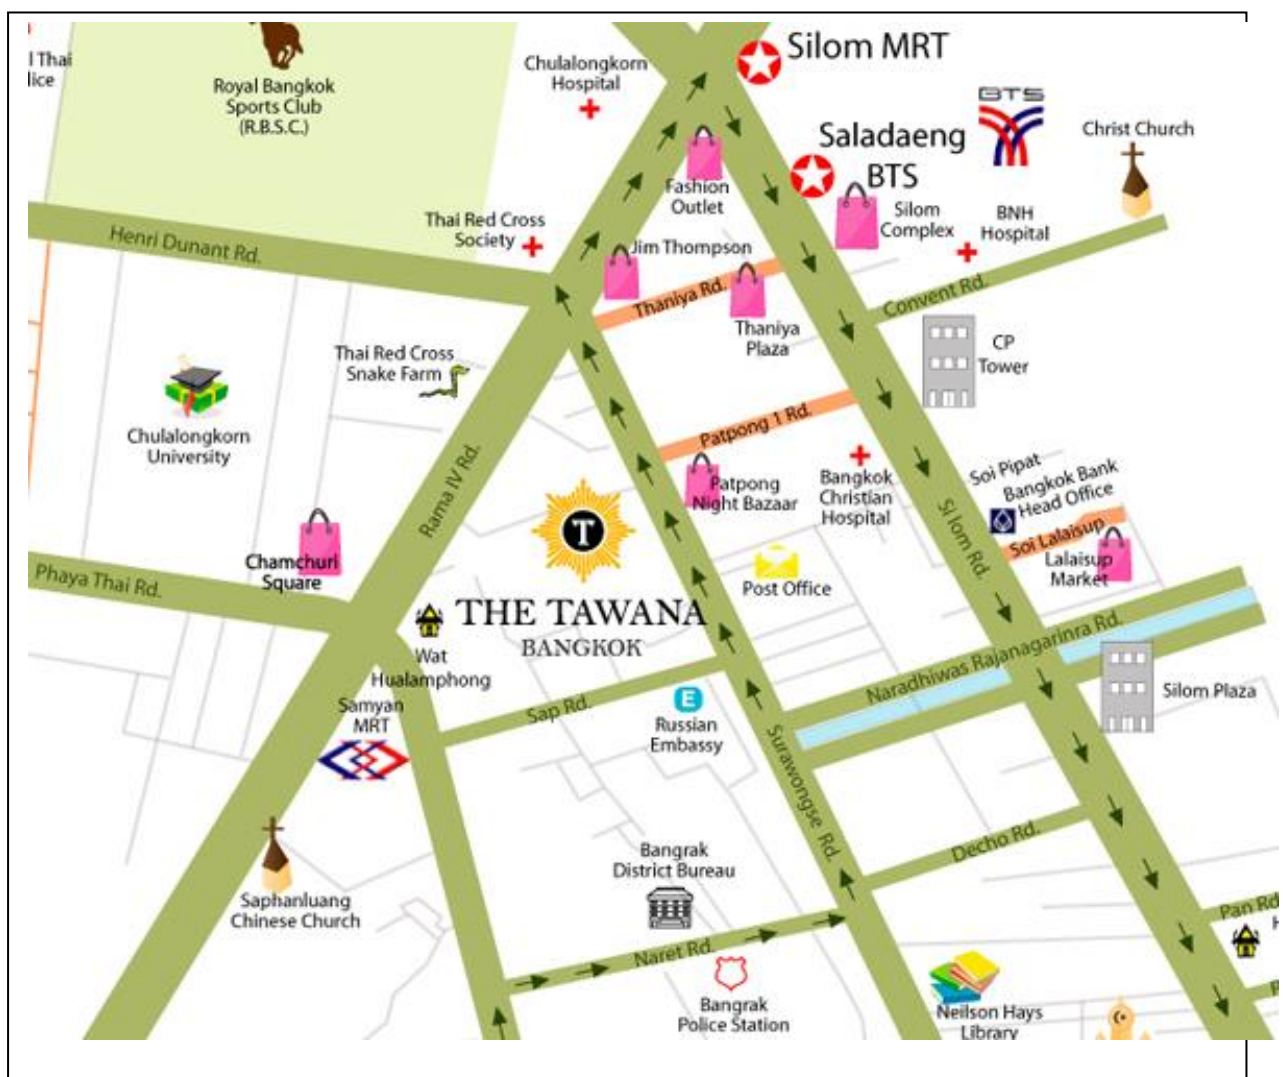 l Thai
lice
Royal Bangkok
Sports Club
(R.B.S.C.)
Chulalongkorn
Hospital
Silom MRT
BTS
Saladaeng
BTS
Christ Church
Fashion
Outlet
Silom
Complex
BNH
Hospital
Thai Red Cross
Society
Jim Thompson
Henri Dunant Rd.
Thaniya Rd.
Convent Rd.
Thaniya
Plaza
CP
Tower
Thai Red Cross
Snake Farm
Chulalongkorn
University
Patpong 1 Rd.
Rama IV Rd.
Patpong
Night Bazaar
Bangkok
Christian
Hospital
Soi Pipat
Bangkok Bank
Head Office
Si lom Rd.
Soi Lalaisup
Lalaisup
Market
T
Chamchuri
Square
Phaya Thai Rd.
Post Office
THE TAWANA
BANGKOK
Wat
Hualamphong
Naradhiwas Rajanagarinra Rd.
Silom Plaza
Samyan
MRT
Sap Rd.
E
Russian
Embassy
Surawongse Rd.
Decho Rd.
Bangrak
District Bureau
Saphanluang
Chinese Church
Pan Rd
H
Naret Rd.
Bangrak
Police Station
Neilson Hays
Library
P